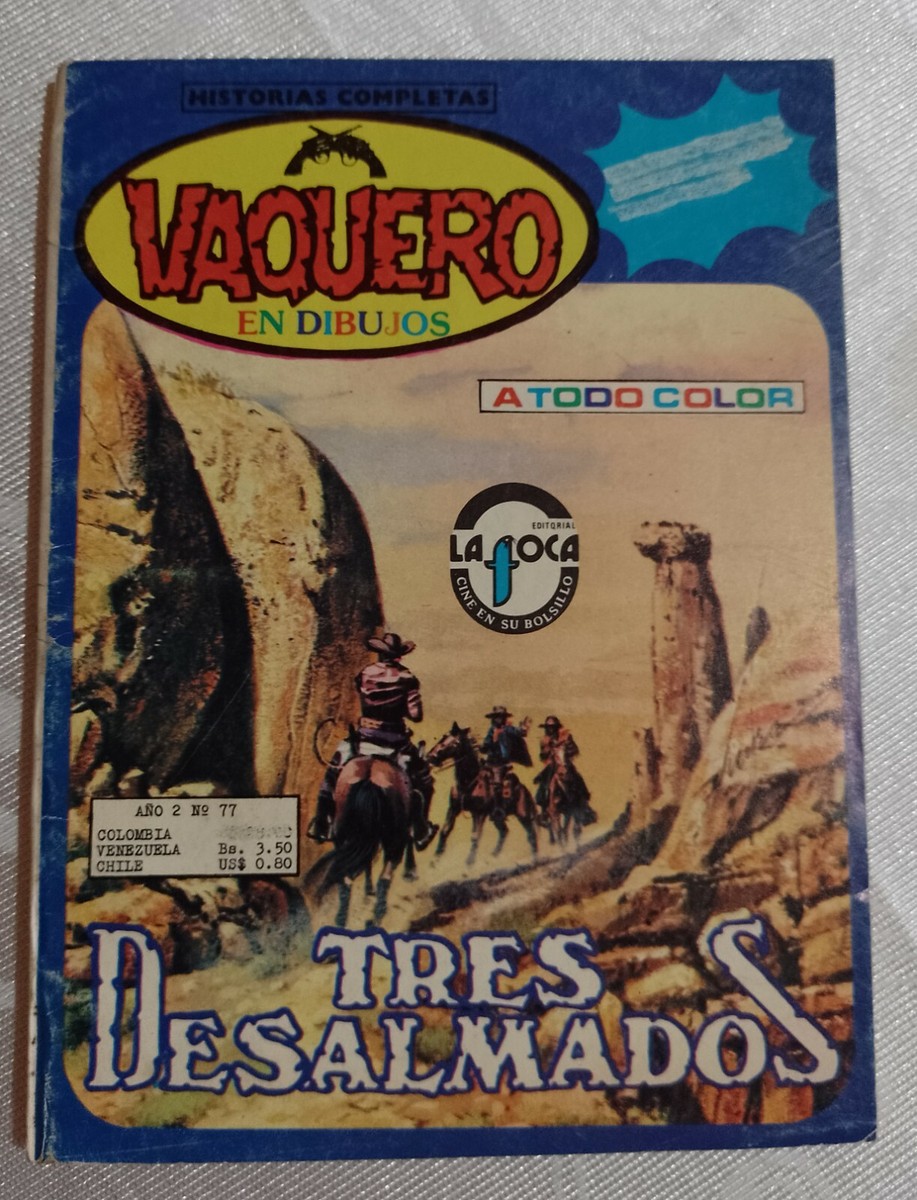 HISTORIAS COMPLETAS
VAQUERO
EN DIBUJOS
A TODO COLOR
EDITORIAL
LA FOCA
CINE EN SU BOLSILLO
AÑO 2 Nº 77
COLOMBIA
VENEZUELA Bs. 3.50
CHILE US$ 0.80
TRES
DESALMADOS